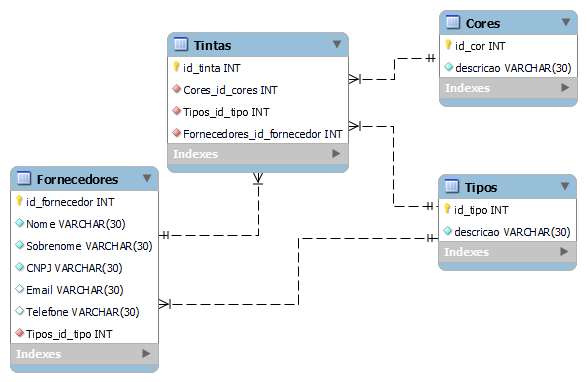 Tintas
id_tinta INT
Cores_id_cores INT
Tipos_id_tipo INT
Fornecedores_id_fornecedor INT
Indexes
Cores
id_cor INT
descricao VARCHAR(30)
Indexes
Fornecedores
id_fornecedor INT
Nome VARCHAR(30)
Sobrenome VARCHAR(30)
CNPJ VARCHAR(30)
Email VARCHAR(30)
Telefone VARCHAR(30)
Tipos_id_tipo INT
Indexes
Tipos
id_tipo INT
descricao VARCHAR(30)
Indexes